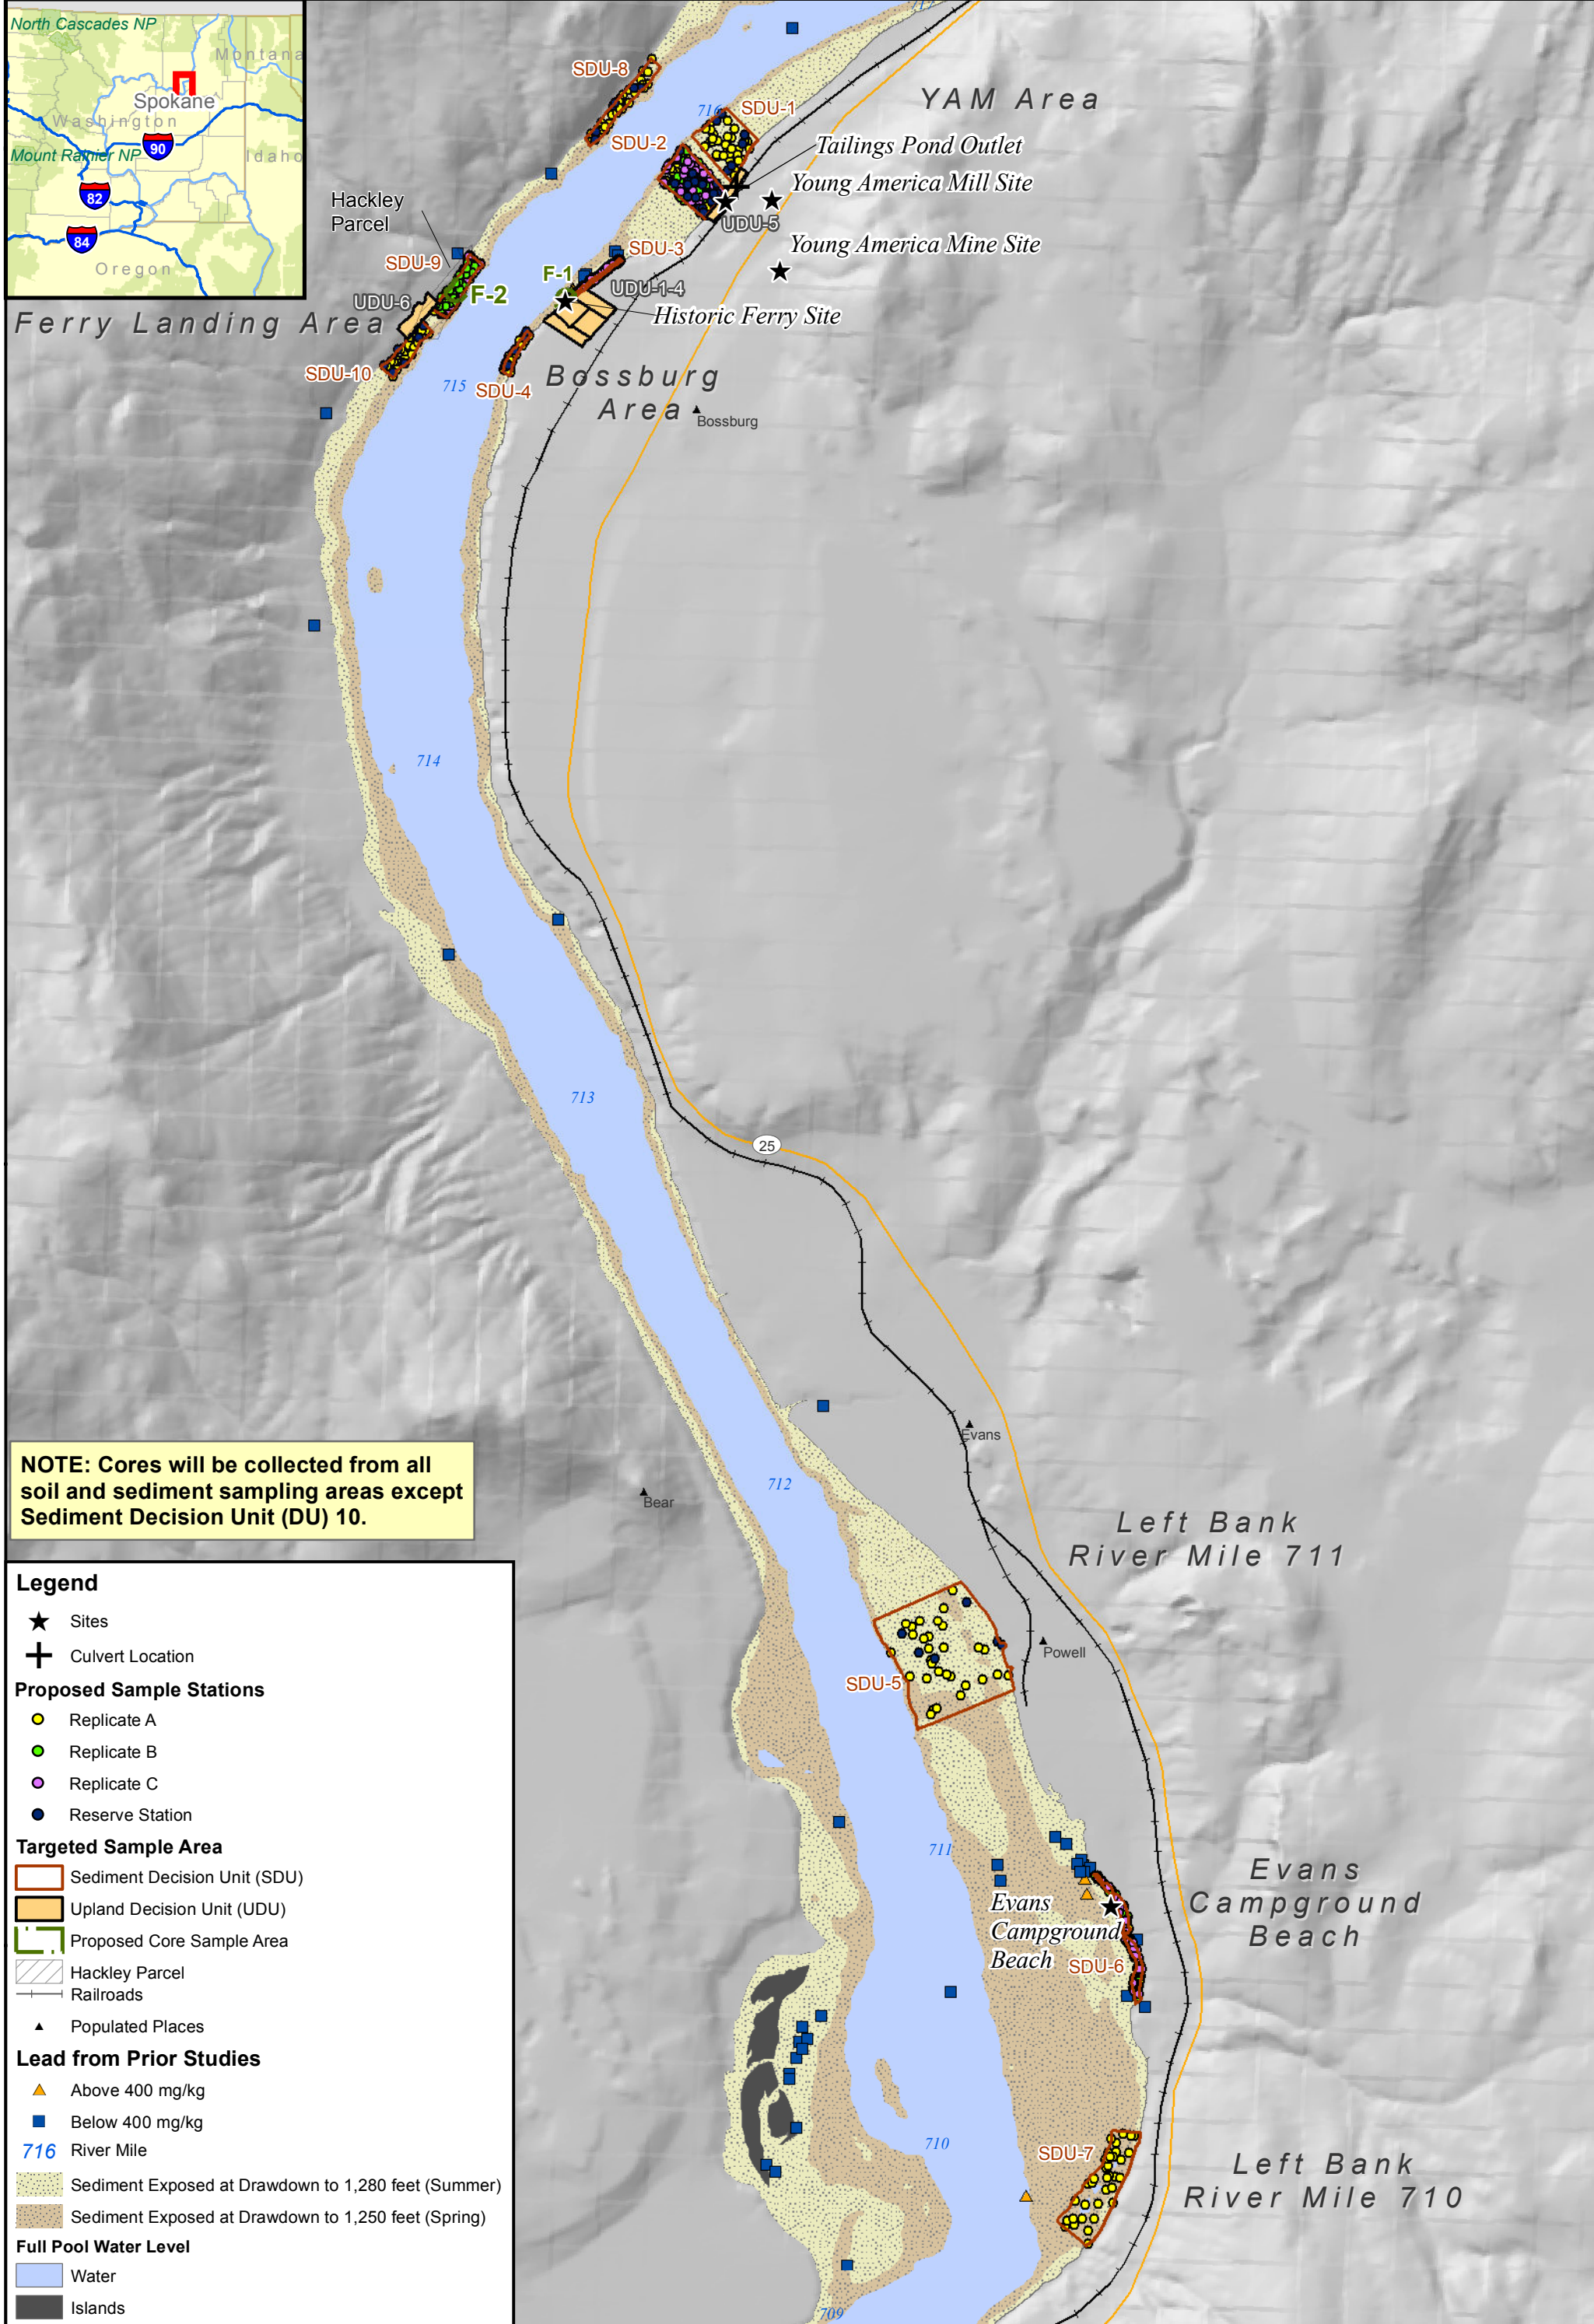 North Cascades NP
Montana
Spokane
Washington
90
Mount Rainier NP
Idaho
82
84
Oregon
717
SDU-8
YAM Area
716
SDU-1
SDU-2
Tailings Pond Outlet
Young America Mill Site
UDU-5
Hackley
Parcel
Young America Mine Site
SDU-3
SDU-9
F-1
UDU-1-4
F-2
UDU-6
Historic Ferry Site
Ferry Landing Area
SDU-10
715
SDU-4
Bossburg
Area
Bossburg
714
713
25
Evans
NOTE: Cores will be collected from all
soil and sediment sampling areas except
Sediment Decision Unit (DU) 10.
712
Bear
Left Bank
River Mile 711
Powell
SDU-5
711
Evans
Campground
Beach
Evans
Campground
Beach
SDU-6
710
SDU-7
Left Bank
River Mile 710
709
Legend
Sites
Culvert Location
Proposed Sample Stations
Replicate A
Replicate B
Replicate C
Reserve Station
Targeted Sample Area
Sediment Decision Unit (SDU)
Upland Decision Unit (UDU)
Proposed Core Sample Area
Hackley Parcel
Railroads
Populated Places
Lead from Prior Studies
Above 400 mg/kg
Below 400 mg/kg
716 River Mile
Sediment Exposed at Drawdown to 1,280 feet (Summer)
Sediment Exposed at Drawdown to 1,250 feet (Spring)
Full Pool Water Level
Water
Islands